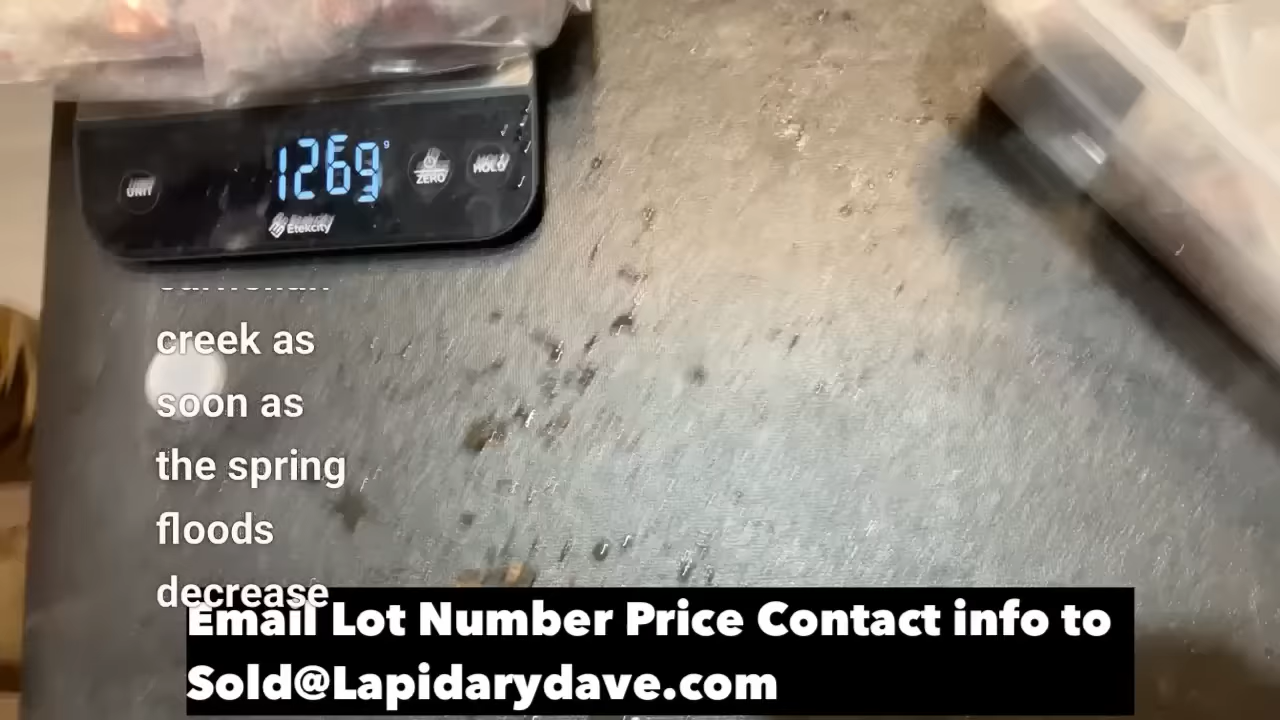 1269
g
UNIT
ZERO
HOLD
Etekcity
creek as
soon as
the spring
floods
decrease
Email Lot Number Price Contact info to
Sold@Lapidarydave.com